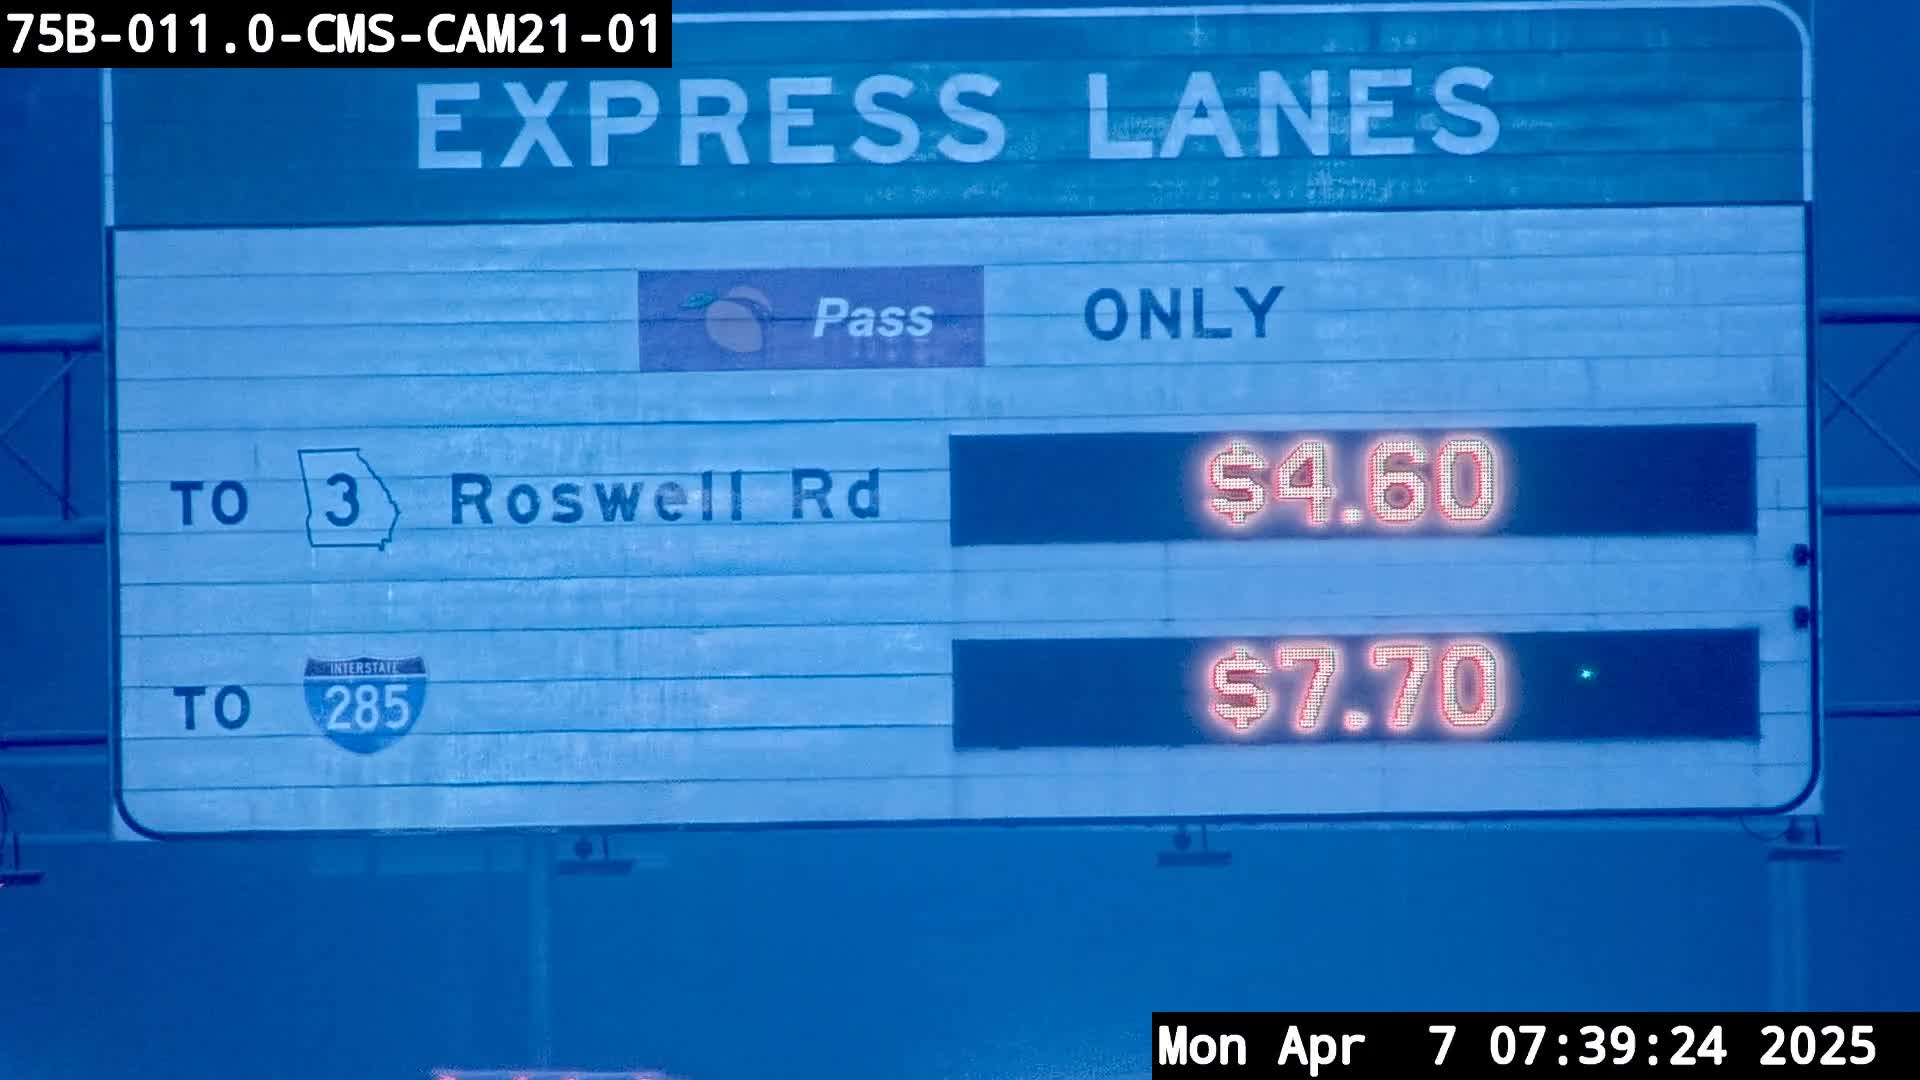 75B-011.0-CMS-CAM21-01
EXPRESS LANES
Pass ONLY
TO 3 Roswell Rd $4.60
TO INTERSTATE 285 $7.70
Mon Apr 7 07:39:24 2025